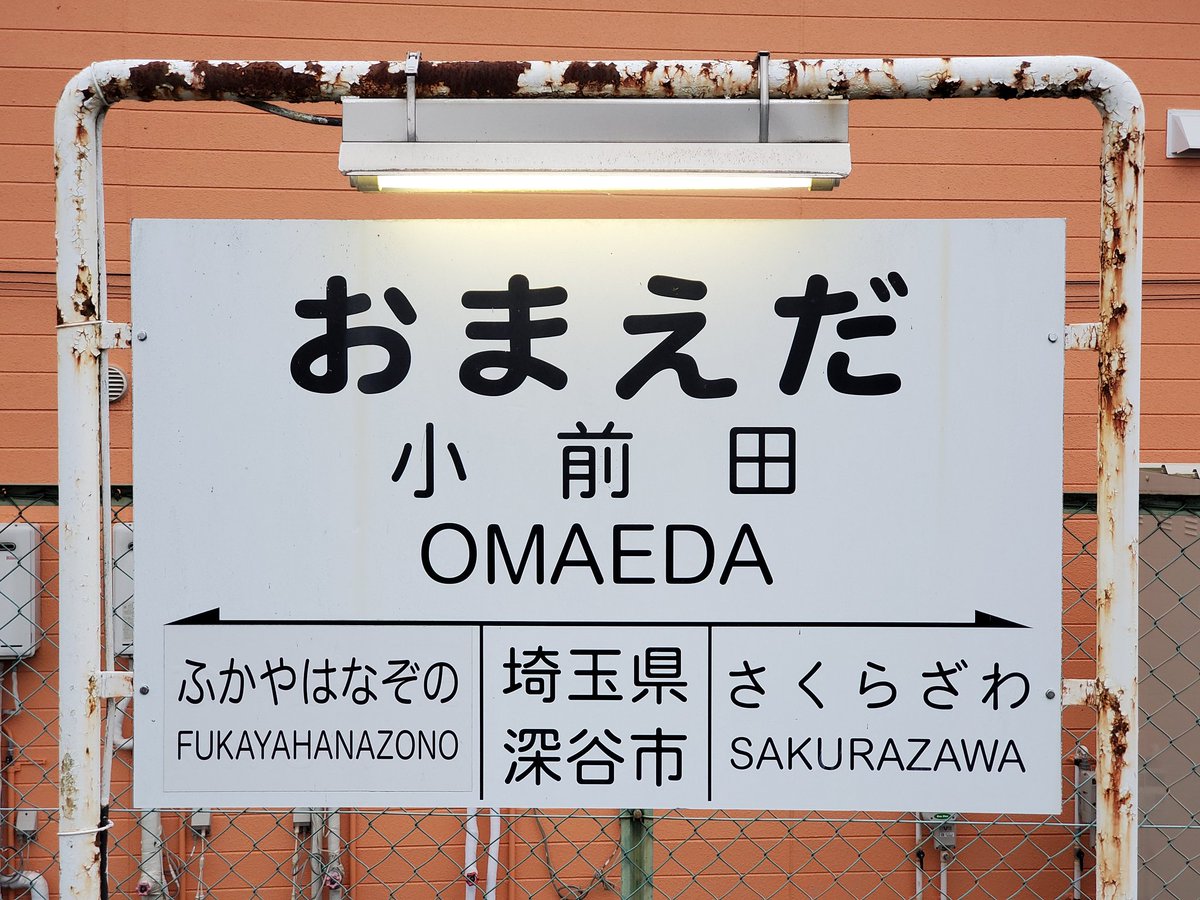 おまえだ
小前田
OMAEDA
ふかやはなぞの
FUKAYAHANAZONO
埼玉県
深谷市
さくらざわ
SAKURAZAWA